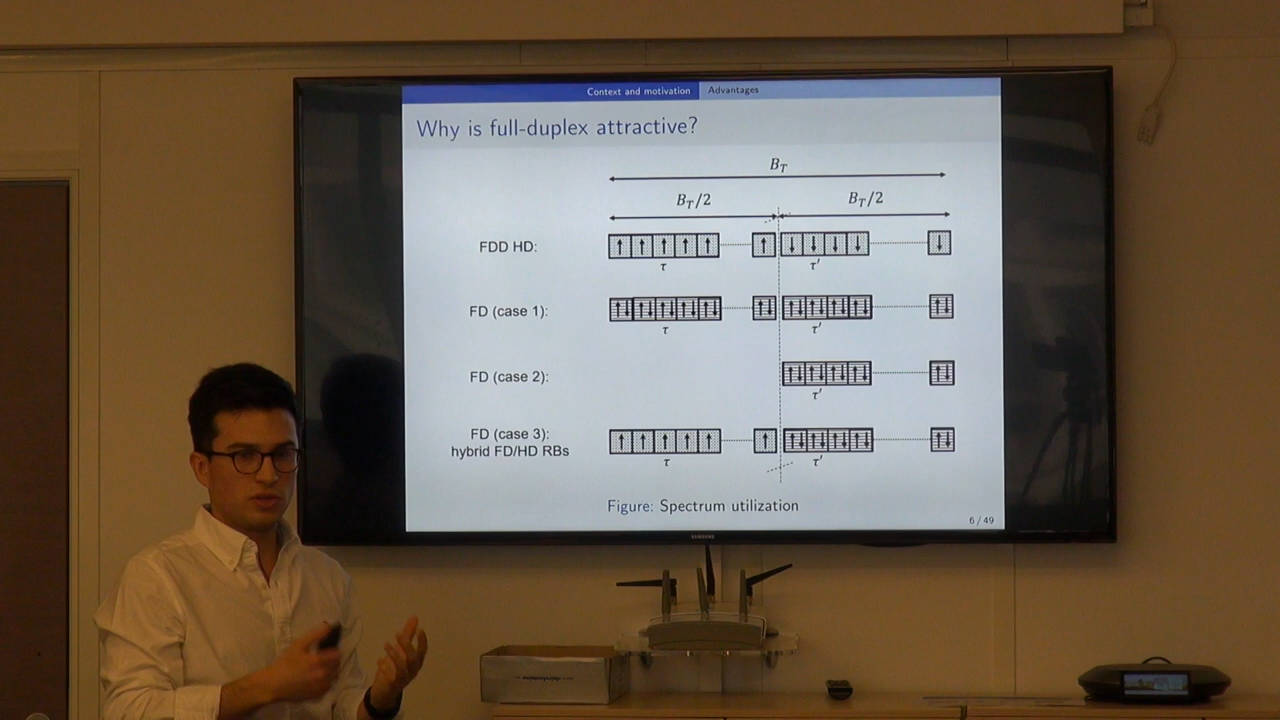 Context and motivation Advantages
Why is full-duplex attractive?
B_T
B_T/2 B_T/2
FDD HD:
τ τ′
FD (case 1):
τ τ′
FD (case 2):
τ′
FD (case 3):
hybrid FD/HD RBs
τ τ′
Figure: Spectrum utilization
6 / 49
SAMSUNG